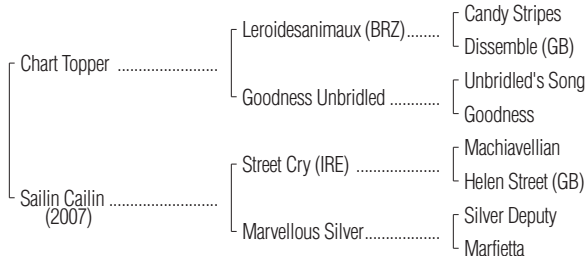 Candy Stripes
Leroidesanimaux (BRZ)........
Dissemble (GB)
Chart Topper ........................
Unbridled's Song
Goodness Unbridled ............
Goodness
Machiavellian
Street Cry (IRE) ....................
Helen Street (GB)
Sailin Cailin ..........................
(2007)
Silver Deputy
Marvellous Silver..................
Marfietta